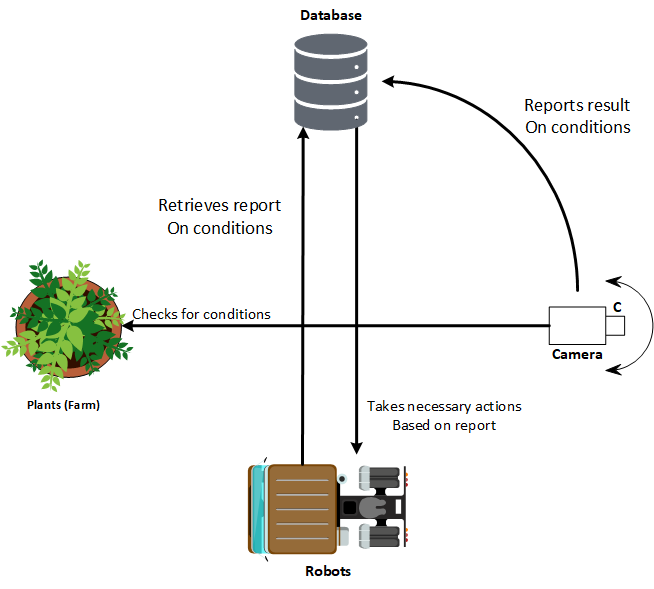 Database
Reports result
On conditions
Retrieves report
On conditions
Checks for conditions
C
Camera
Plants (Farm)
Takes necessary actions
Based on report
Robots